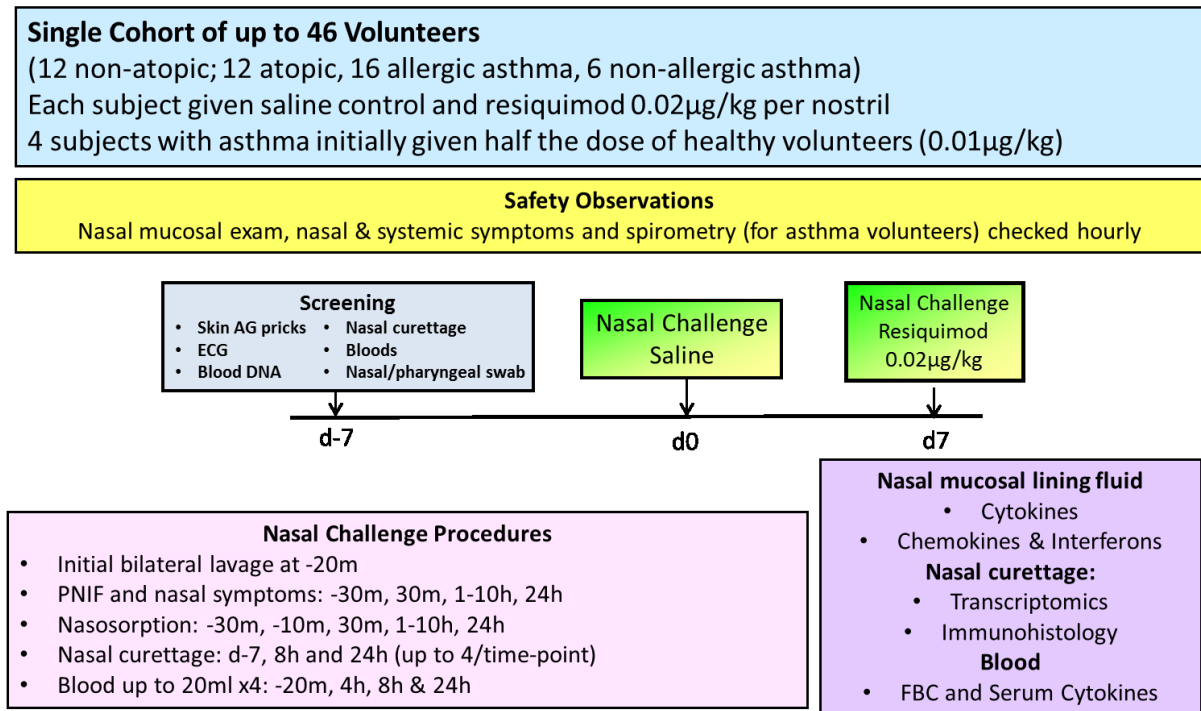 Single Cohort of up to 46 Volunteers
(12 non-atopic; 12 atopic, 16 allergic asthma, 6 non-allergic asthma)
Each subject given saline control and resiquimod 0.02µg/kg per nostril
4 subjects with asthma initially given half the dose of healthy volunteers (0.01µg/kg)
Safety Observations
Nasal mucosal exam, nasal & systemic symptoms and spirometry (for asthma volunteers) checked hourly
Screening
• Skin AG pricks • Nasal curettage
• ECG • Bloods
• Blood DNA • Nasal/pharyngeal swab
Nasal Challenge
Saline
Nasal Challenge
Resiquimod
0.02µg/kg
d-7 d0 d7
Nasal Challenge Procedures
• Initial bilateral lavage at -20m
• PNIF and nasal symptoms: -30m, 30m, 1-10h, 24h
• Nasosorption: -30m, -10m, 30m, 1-10h, 24h
• Nasal curettage: d-7, 8h and 24h (up to 4/time-point)
• Blood up to 20ml x4: -20m, 4h, 8h & 24h
Nasal mucosal lining fluid
• Cytokines
• Chemokines & Interferons
Nasal curettage:
• Transcriptomics
• Immunohistology
Blood
• FBC and Serum Cytokines